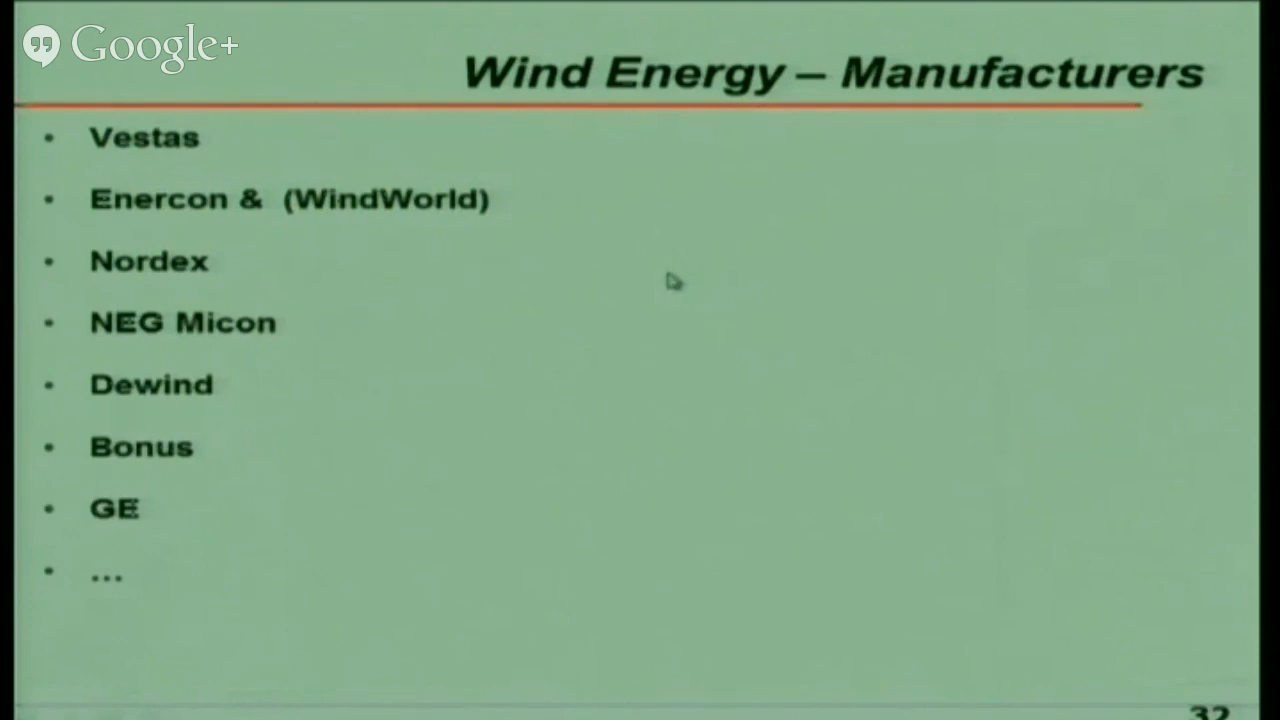 Google+
Wind Energy – Manufacturers
• Vestas
• Enercon & (WindWorld)
• Nordex
• NEG Micon
• Dewind
• Bonus
• GE
• ...
32